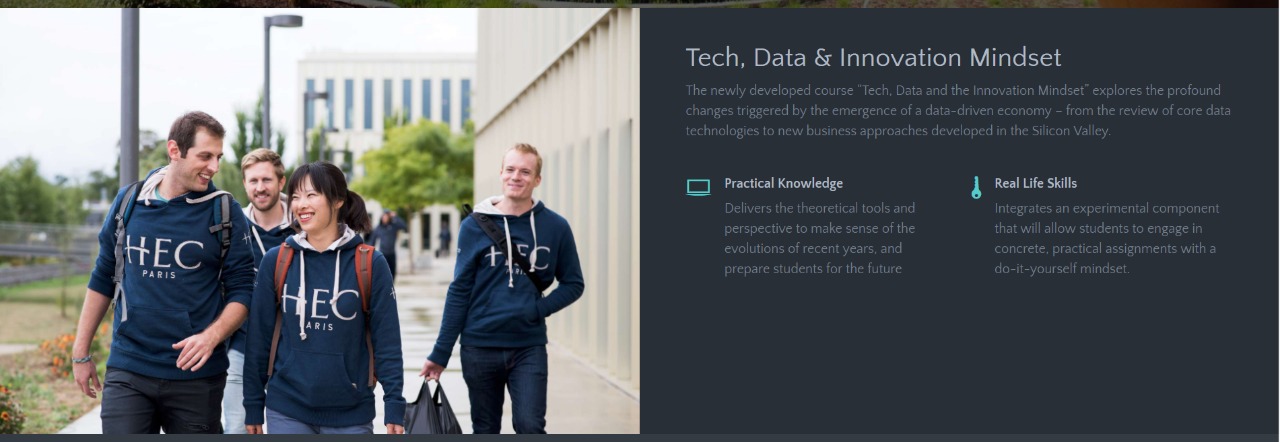 HEC
PARIS
HEC
PARIS
HEC
Tech, Data & Innovation Mindset
The newly developed course "Tech, Data and the Innovation Mindset" explores the profound
changes triggered by the emergence of a data-driven economy – from the review of core data
technologies to new business approaches developed in the Silicon Valley.
Practical Knowledge
Delivers the theoretical tools and
perspective to make sense of the
evolutions of recent years, and
prepare students for the future
Real Life Skills
Integrates an experimental component
that will allow students to engage in
concrete, practical assignments with a
do-it-yourself mindset.